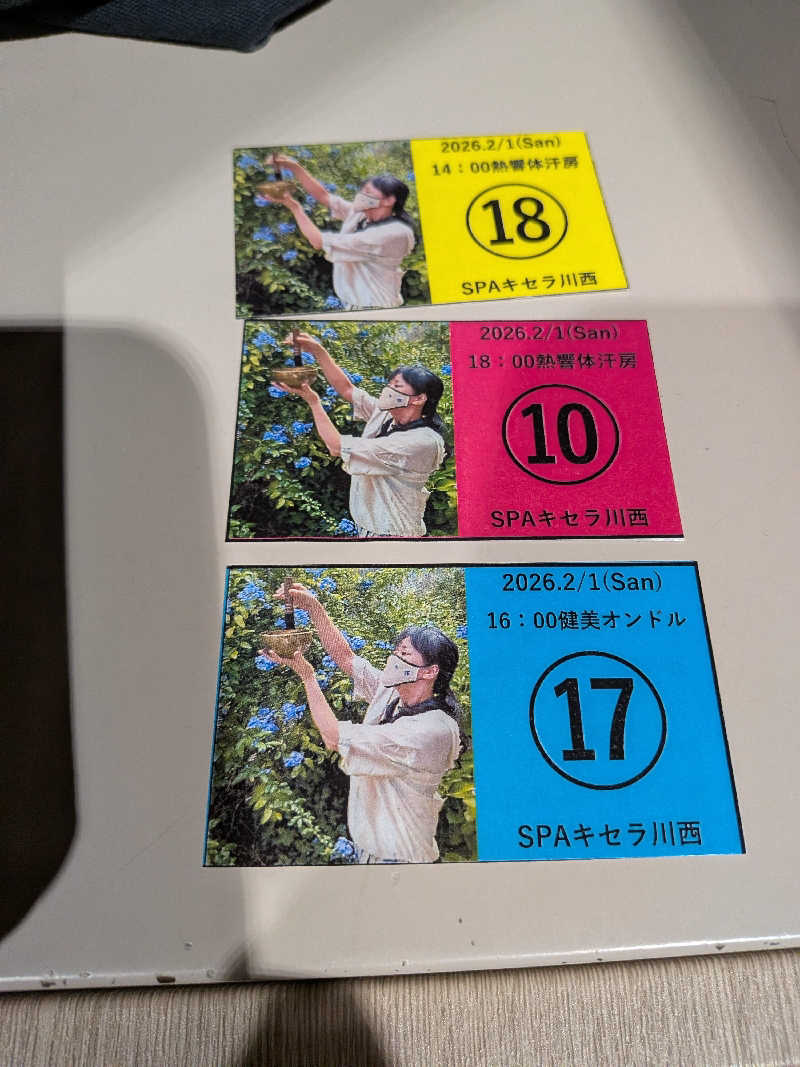 2026.2/1(San)
14：00熱響体汗房
18
SPAキセラ川西
2026.2/1(San)
18：00熱響体汗房
10
SPAキセラ川西
2026.2/1(San)
16：00健美オンドル
17
SPAキセラ川西